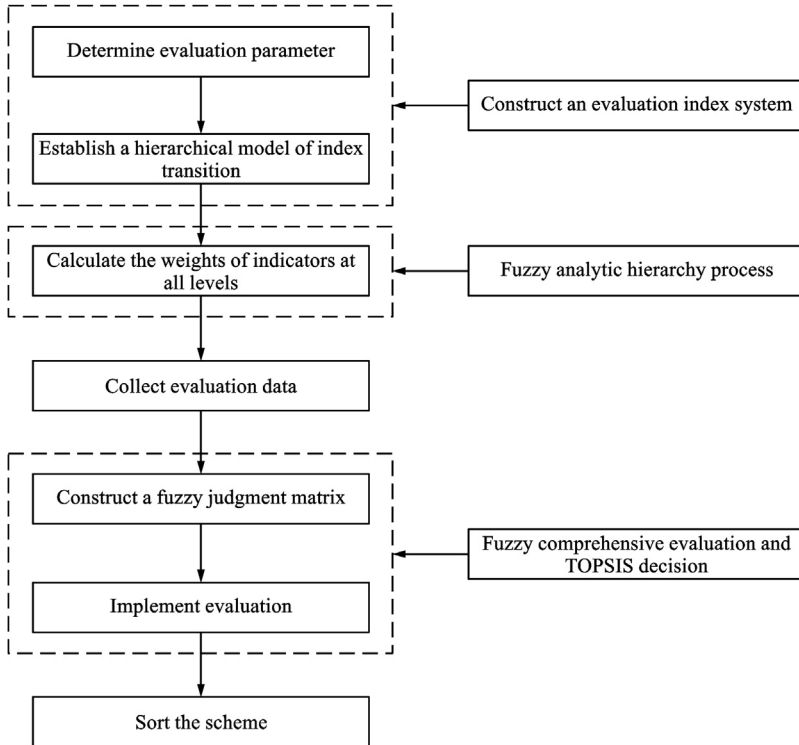 Determine evaluation parameter
Construct an evaluation index system
Establish a hierarchical model of index
transition
Calculate the weights of indicators at
all levels
Fuzzy analytic hierarchy process
Collect evaluation data
Construct a fuzzy judgment matrix
Fuzzy comprehensive evaluation and
TOPSIS decision
Implement evaluation
Sort the scheme